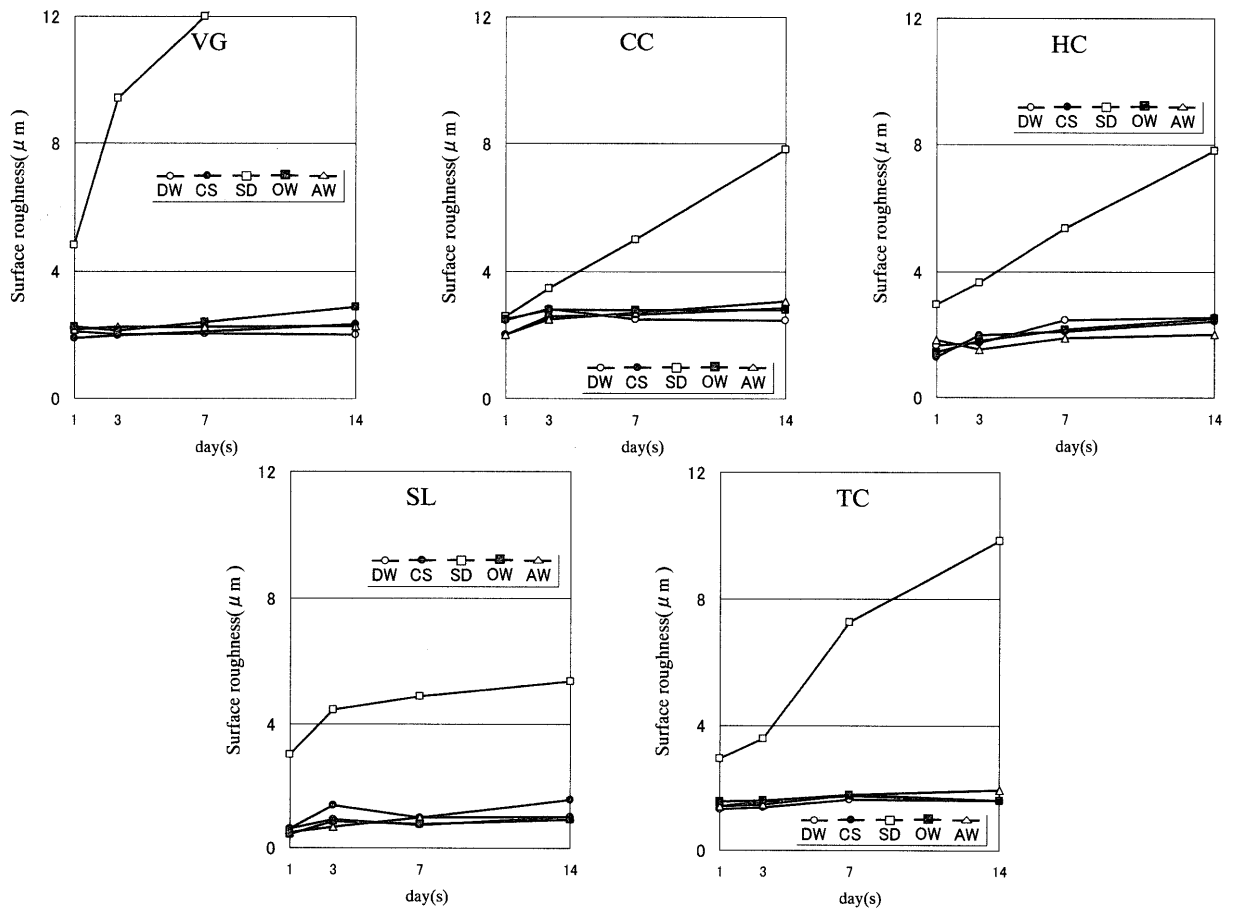 VG
Surface roughness(μm)
12
8
4
0
DW CS SD OW AW
1 3 7 14
day(s)
CC
Surface roughness(μm)
12
8
4
0
DW CS SD OW AW
1 3 7 14
day(s)
HC
Surface roughness(μm)
12
8
4
0
DW CS SD OW AW
1 3 7 14
day(s)
SL
Surface roughness(μm)
12
8
4
0
DW CS SD OW AW
1 3 7 14
day(s)
TC
Surface roughness(μm)
12
8
4
0
DW CS SD OW AW
1 3 7 14
day(s)